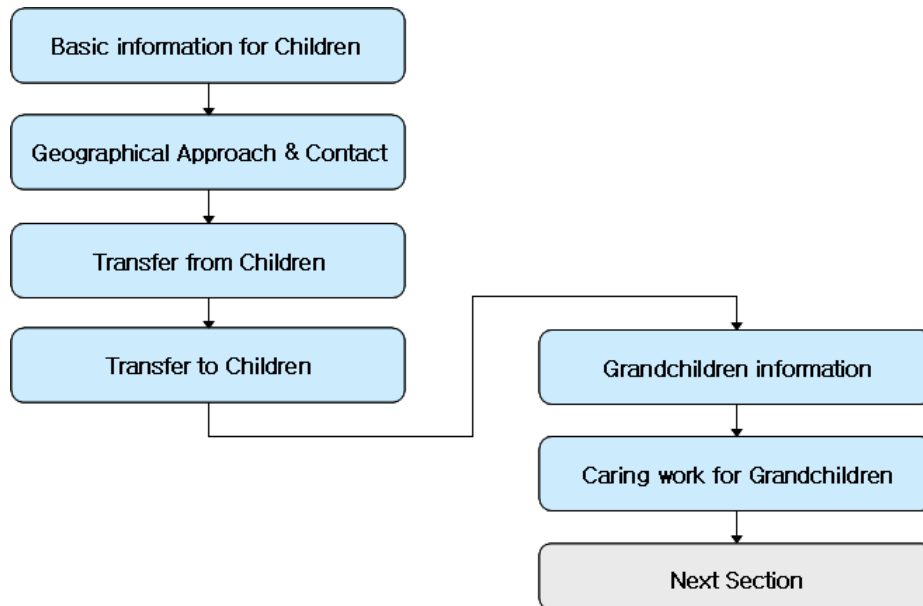 Basic information for Children
Geographical Approach & Contact
Transfer from Children
Transfer to Children
Grandchildren information
Caring work for Grandchildren
Next Section